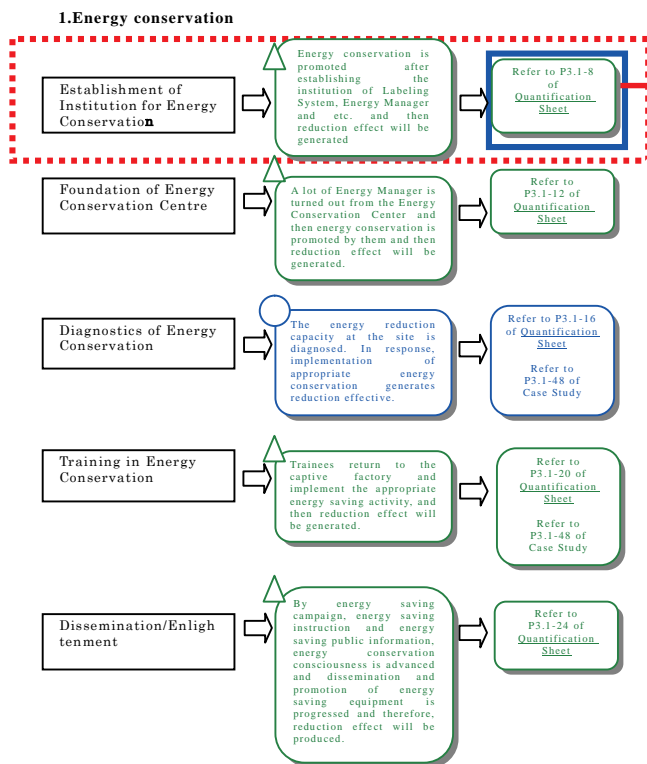 1.Energy conservation
Establishment of
Institution for Energy
Conservation
Energy conservation is
promoted after
establishing the
institution of Labeling
System, Energy Manager
and etc. and then
reduction effect will be
generated
Refer to P3.1-8
of
Quantification
Sheet
Foundation of Energy
Conservation Centre
A lot of Energy Manager is
turned out from the Energy
Conservation Center and
then energy conservation is
promoted by them and then
reduction effect will be
generated.
Refer to
P3.1-12 of
Quantification
Sheet
Diagnostics of Energy
Conservation
The energy reduction
capacity at the site is
diagnosed. In response,
implementation of
appropriate energy
conservation generates
reduction effective.
Refer to P3.1-16
of Quantification
Sheet
Refer to
P3.1-48 of
Case Study
Training in Energy
Conservation
Trainees return to the
captive factory and
implement the appropriate
energy saving activity, and
then reduction effect will
be generated.
Refer to
P3.1-20 of
Quantification
Sheet
Refer to
P3.1-48 of
Case Study
Dissemination/Enligh
tenment
By energy saving
campaign, energy saving
instruction and energy
saving public information,
energy conservation
consciousness is advanced
and dissemination and
promotion of energy
saving equipment is
progressed and therefore,
reduction effect will be
produced.
Refer to
P3.1-24 of
Quantification
Sheet